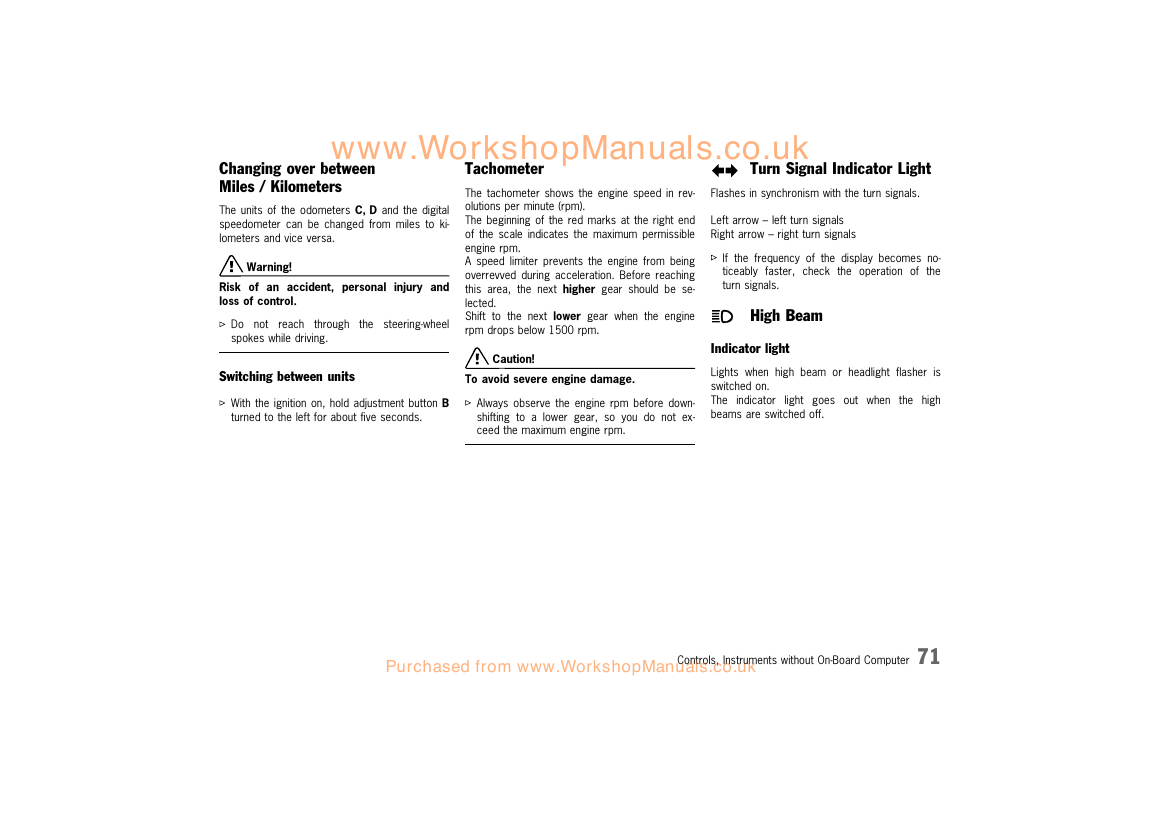 www.WorkshopManuals.co.uk
Changing over between
Miles / Kilometers
The units of the odometers C, D and the digital
speedometer can be changed from miles to ki-
lometers and vice versa.
Warning!
Risk of an accident, personal injury and
loss of control.
▷ Do not reach through the steering-wheel
spokes while driving.
Switching between units
▷ With the ignition on, hold adjustment button B
turned to the left for about five seconds.
Tachometer
The tachometer shows the engine speed in rev-
olutions per minute (rpm).
The beginning of the red marks at the right end
of the scale indicates the maximum permissible
engine rpm.
A speed limiter prevents the engine from being
overrevved during acceleration. Before reaching
this area, the next higher gear should be se-
lected.
Shift to the next lower gear when the engine
rpm drops below 1500 rpm.
Caution!
To avoid severe engine damage.
▷ Always observe the engine rpm before down-
shifting to a lower gear, so you do not ex-
ceed the maximum engine rpm.
Turn Signal Indicator Light
Flashes in synchronism with the turn signals.
Left arrow – left turn signals
Right arrow – right turn signals
▷ If the frequency of the display becomes no-
ticeably faster, check the operation of the
turn signals.
High Beam
Indicator light
Lights when high beam or headlight flasher is
switched on.
The indicator light goes out when the high
beams are switched off.
Controls, Instruments without On-Board Computer 71
Purchased from www.WorkshopManuals.co.uk